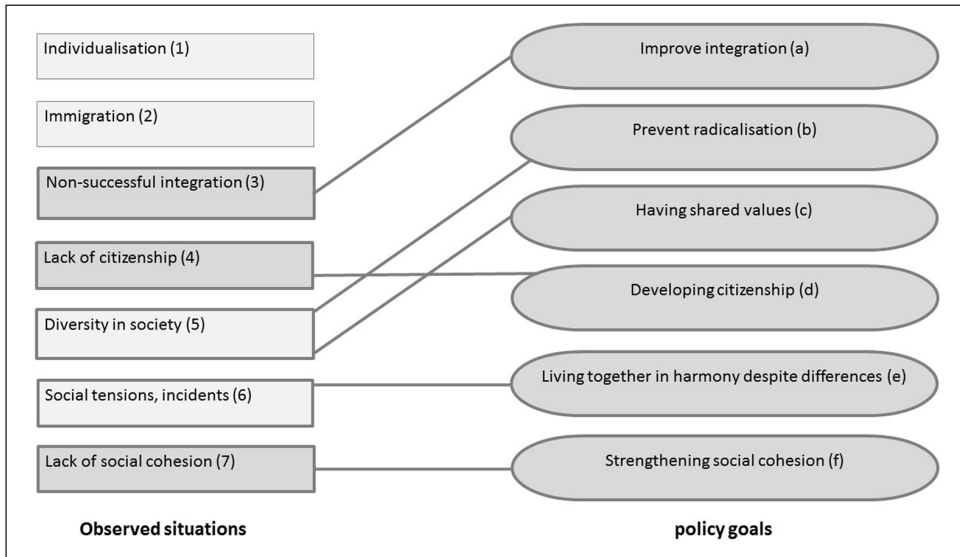 Individualisation (1)
Improve integration (a)
Immigration (2)
Prevent radicalisation (b)
Non-successful integration (3)
Having shared values (c)
Lack of citizenship (4)
Developing citizenship (d)
Diversity in society (5)
Living together in harmony despite differences (e)
Social tensions, incidents (6)
Lack of social cohesion (7)
Strengthening social cohesion (f)
Observed situations
policy goals